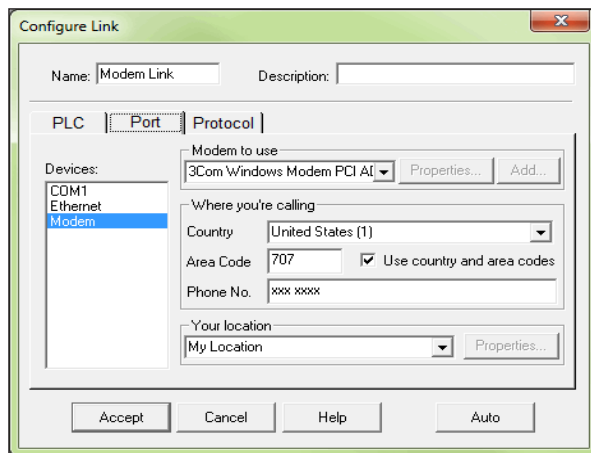 Configure Link
Name: Modem Link Description:
PLC Port Protocol
Devices:
COM1
Ethernet
Modem
Modem to use
3Com Windows Modem PCI Properties... Add...
Where you're calling
Country United States (1)
Area Code 707 Use country and area codes
Phone No. xxx xxxx
Your location
My Location Properties...
Accept Cancel Help Auto